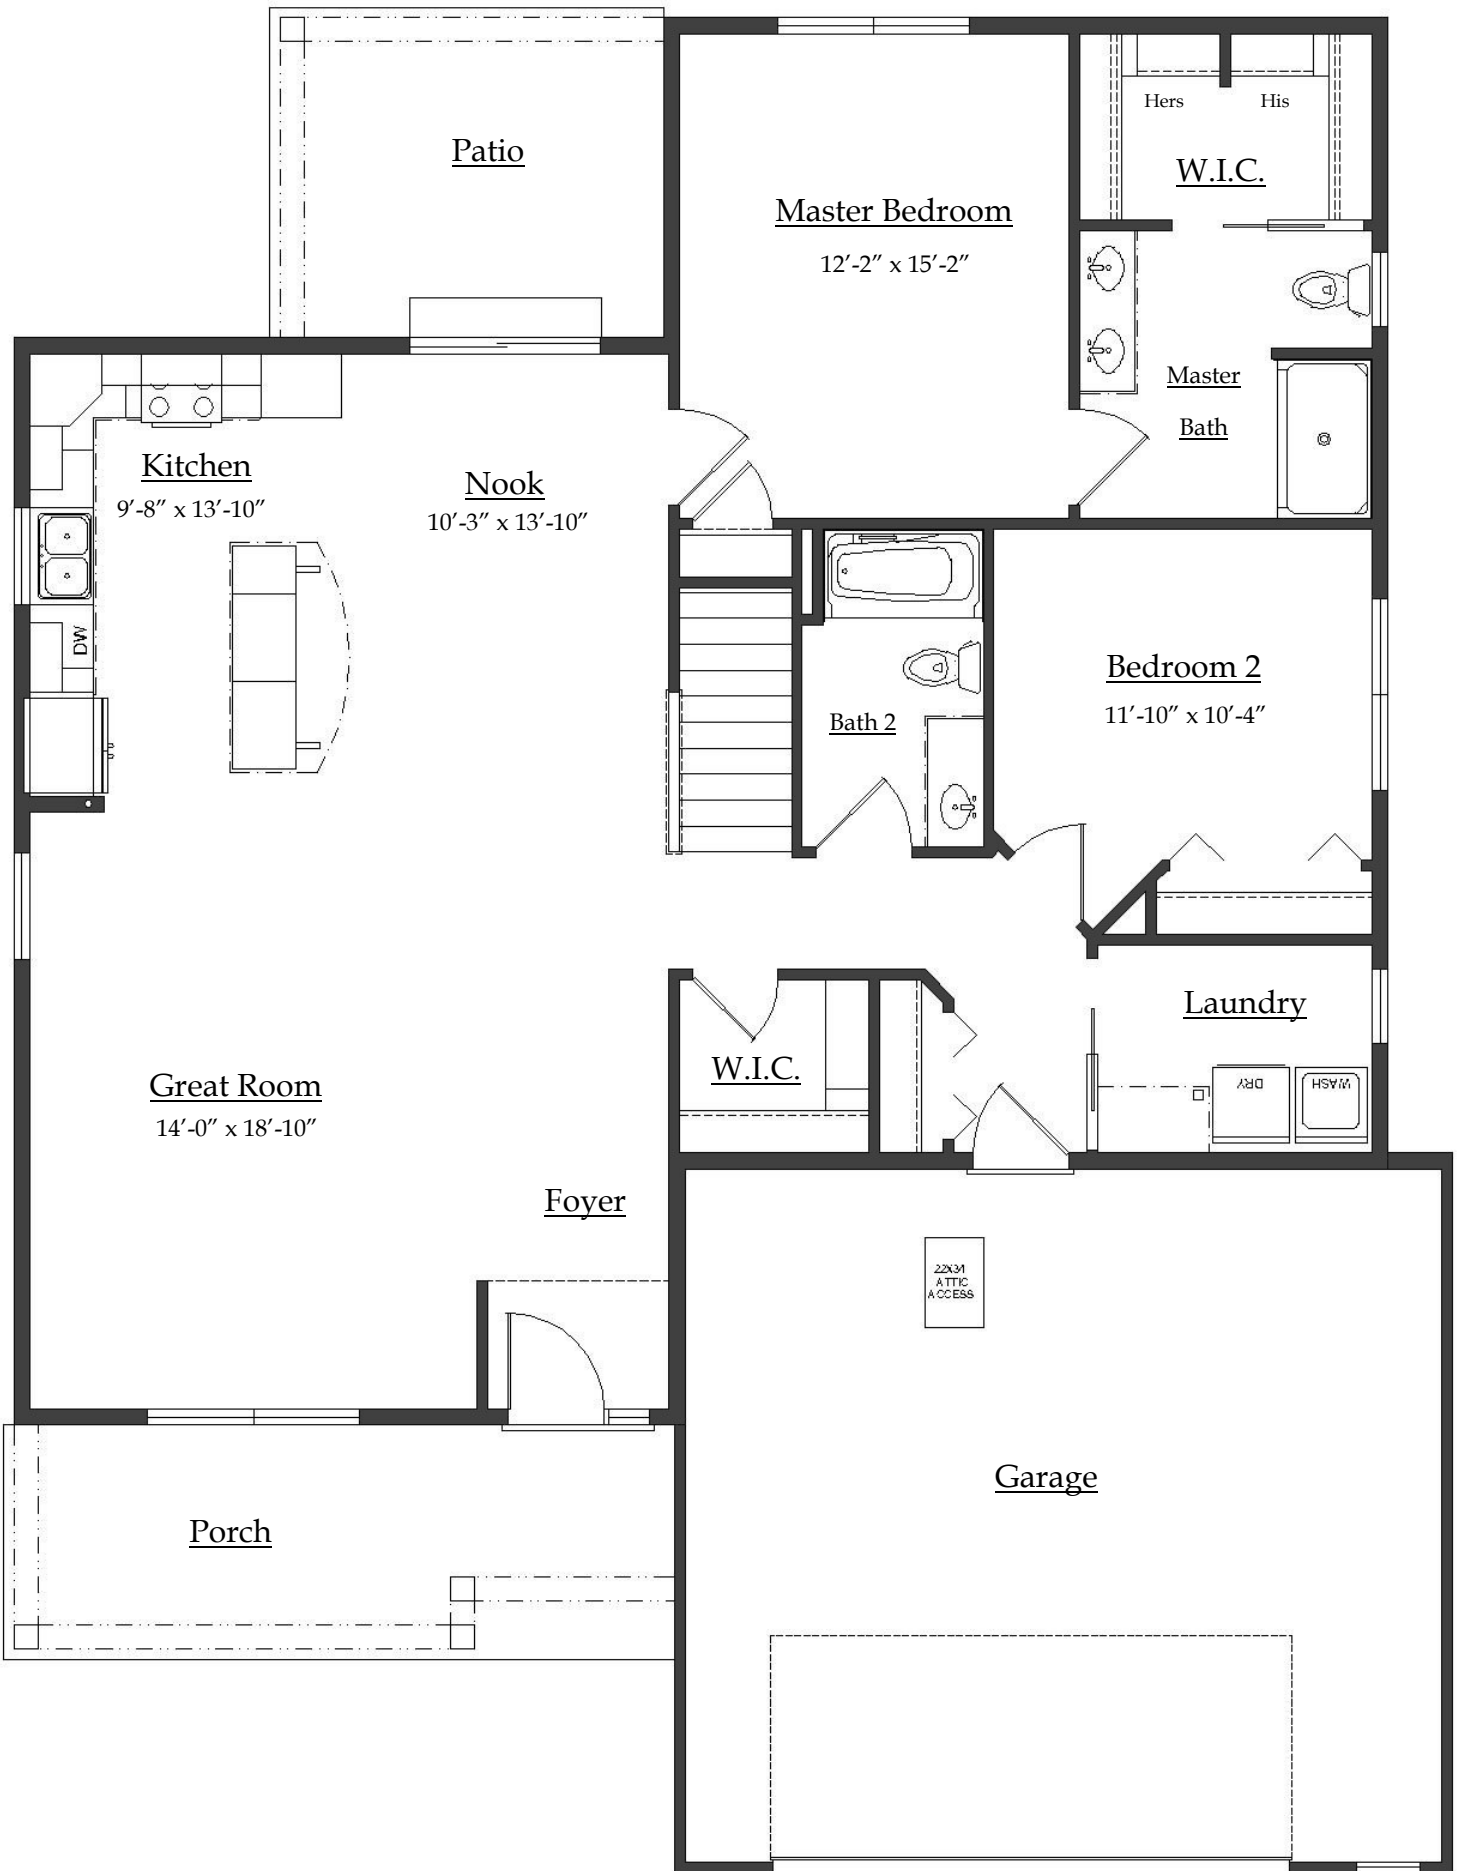 Patio
Hers
His
W.I.C.
Master Bedroom
12′-2″ x 15′-2″
Master
Bath
Kitchen
9′-8″ x 13′-10″
Nook
10′-3″ x 13′-10″
DW
Bedroom 2
11′-10″ x 10′-4″
Bath 2
Laundry
W.I.C.
DRY
WASH
Great Room
14′-0″ x 18′-10″
Foyer
22X34
ATTIC
ACCESS
Garage
Porch